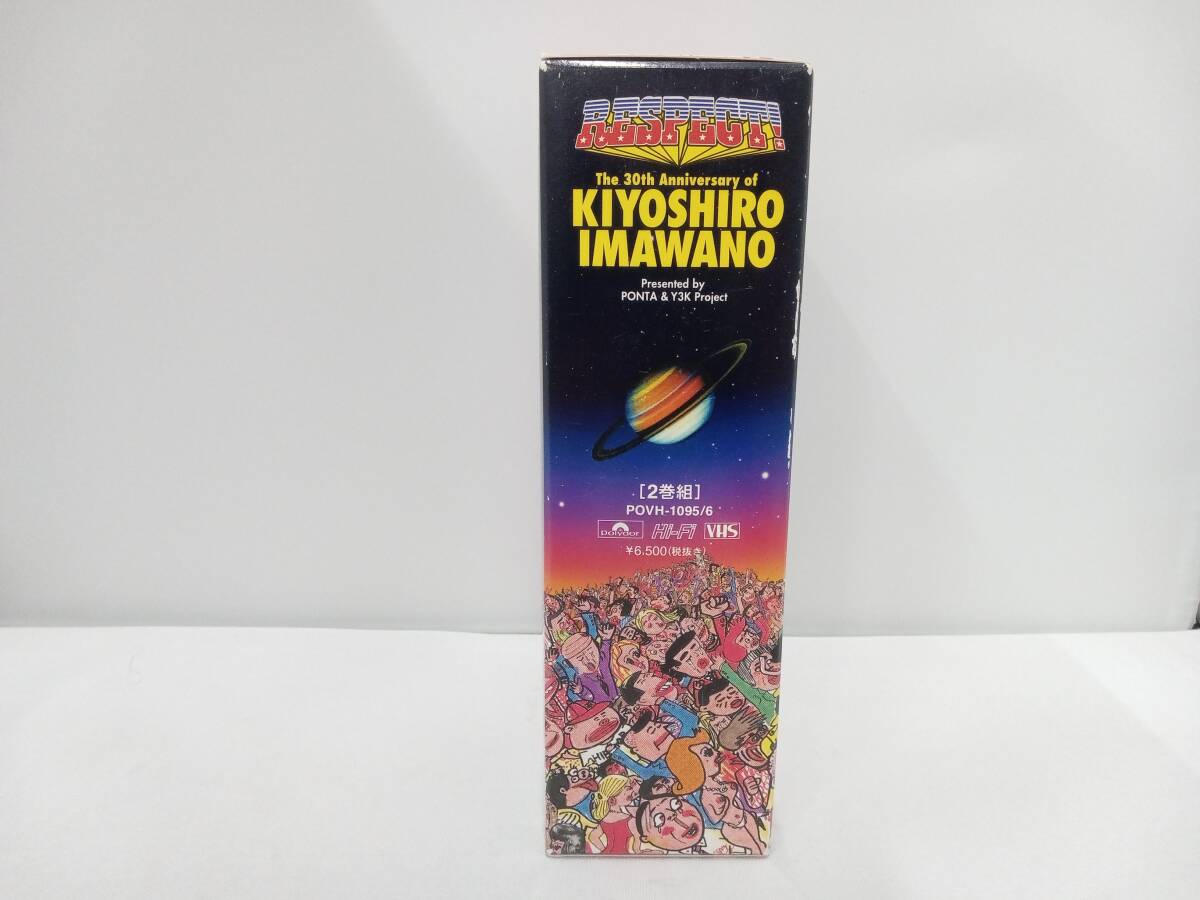 RESPECT!
The 30th Anniversary of
KIYOSHIRO
IMAWANO
Presented by
PONTA & Y3K Project
[2巻組]
POVH-1095/6
Polydor Hi-Fi VHS
¥6,500(税抜き)